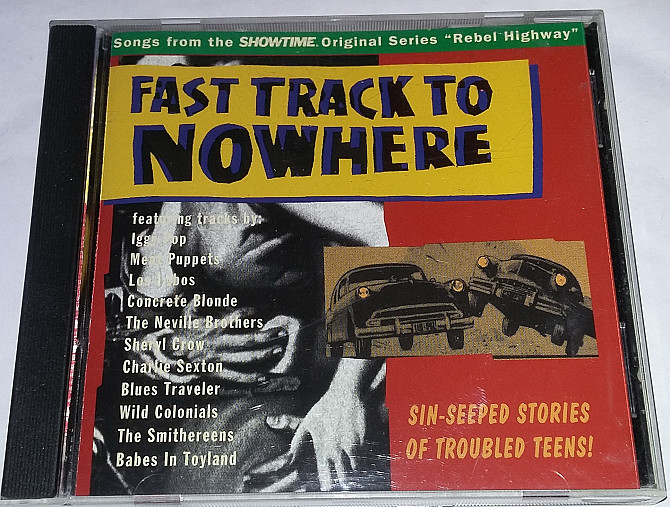 Songs from the SHOWTIME. Original Series "Rebel Highway"
FAST TRACK TO
NOWHERE
featuring tracks by:
Iggy Pop
Meat Puppets
Los Lobos
Concrete Blonde
The Neville Brothers
Sheryl Crow
Charlie Sexton
Blues Traveler
Wild Colonials
The Smithereens
Babes In Toyland
SIN-SEEPED STORIES
OF TROUBLED TEENS!